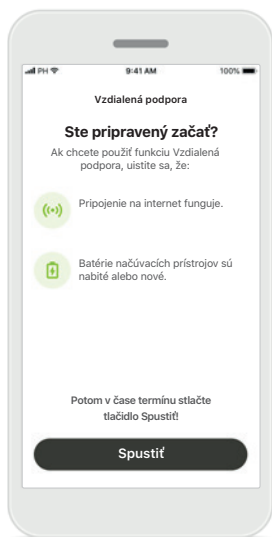 PH
9:41 AM
100%
Vzdialená podpora
Ste pripravený začať?
Ak chcete použiť funkciu Vzdialená
podpora, uistite sa, že:
Pripojenie na internet funguje.
Batérie načúvacích prístrojov sú
nabité alebo nové.
Potom v čase termínu stlačte
tlačidlo Spustiť!
Spustiť